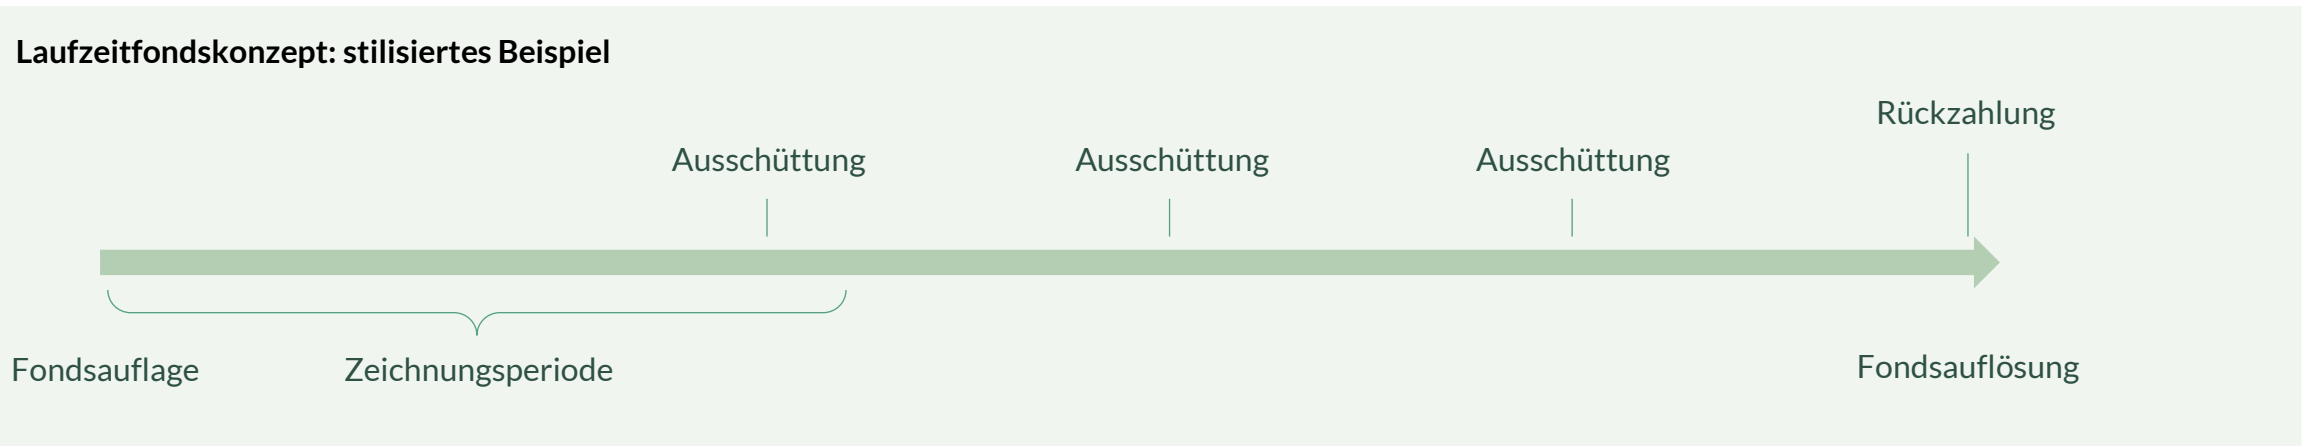 Laufzeitfondskonzept: stilisiertes Beispiel
Rückzahlung
Ausschüttung Ausschüttung Ausschüttung
Fondsauflage Zeichnungsperiode Fondsauflösung